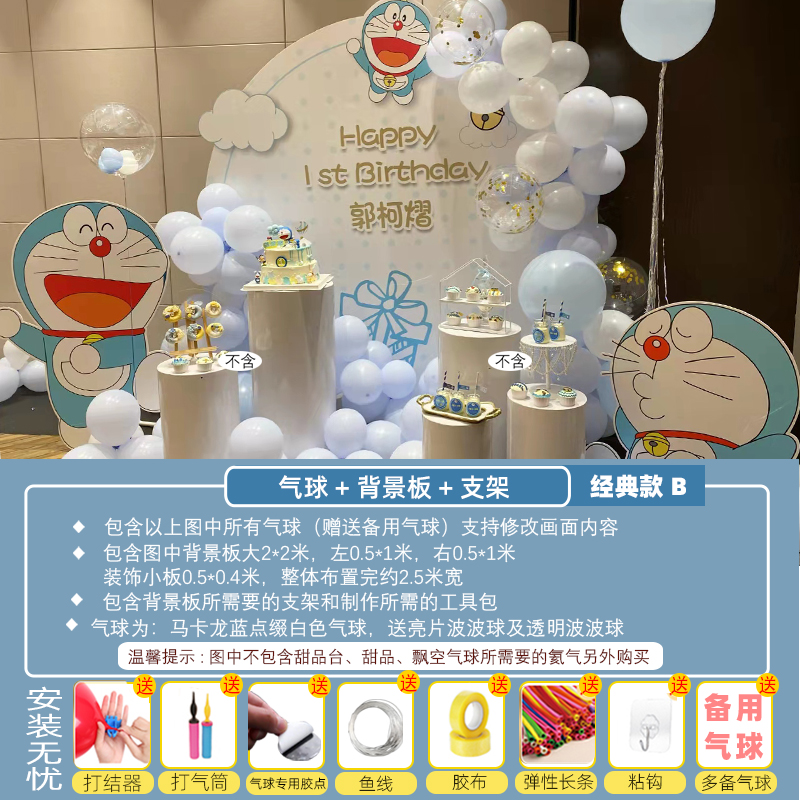 Happy
1st Birthday
郭柯熠
不含
不含
气球 + 背景板 + 支架
经典款 B
◆ 包含以上图中所有气球（赠送备用气球）支持修改画面内容
◆ 包含图中背景板大2*2米，左0.5*1米，右0.5*1米
装饰小板0.5*0.4米，整体布置完约2.5米宽
◆ 包含背景板所需要的支架和制作所需的工具包
◆ 气球为：马卡龙蓝点缀白色气球，送亮片波波球及透明波波球
温馨提示 : 图中不包含甜品台、甜品、飘空气球所需要的氦气另外购买
安装无忧
送
送
送
送
送
送
送
送
备用
气球
打结器
打气筒
气球专用胶点
鱼线
胶布
弹性长条
粘钩
多备气球